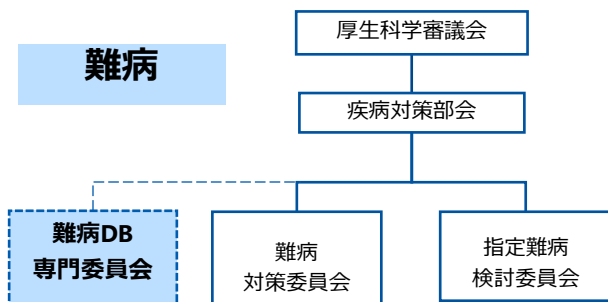 難病
厚生科学審議会
疾病対策部会
難病DB
専門委員会
難病
対策委員会
指定難病
検討委員会